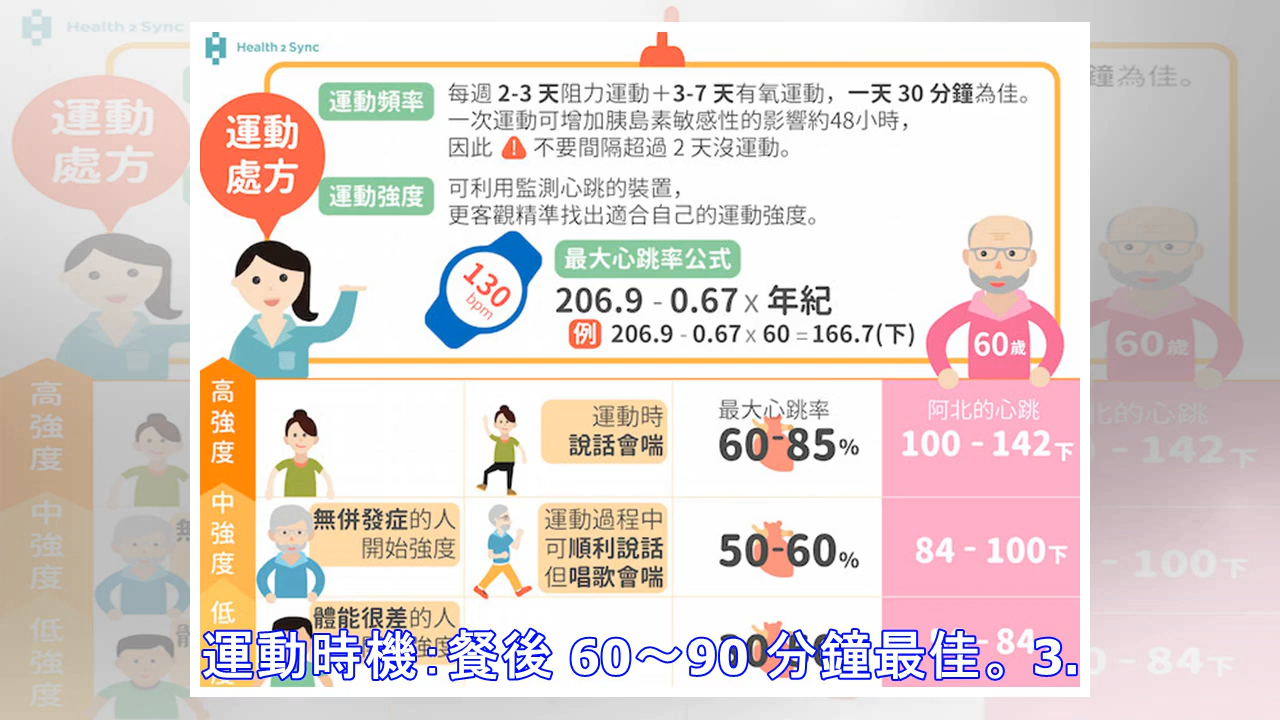 Health 2 Sync
運動處方
運動頻率
每週 2-3 天阻力運動＋3-7 天有氧運動，一天 30 分鐘為佳。
一次運動可增加胰島素敏感性的影響約48小時，
因此 ! 不要間隔超過 2 天沒運動。
運動強度
可利用監測心跳的裝置，
更客觀精準找出適合自己的運動強度。
130
bpm
最大心跳率公式
206.9 - 0.67 x 年紀
例 206.9 - 0.67 x 60 = 166.7(下)
60歲
高強度
運動時
說話會喘
最大心跳率
60-85%
阿北的心跳
100 - 142下
中強度
無併發症的人
開始強度
運動過程中
可順利說話
但唱歌會喘
50-60%
84 - 100下
低
體能很差的人
強度
- 84
運動時機:餐後 60～90 分鐘最佳。3.